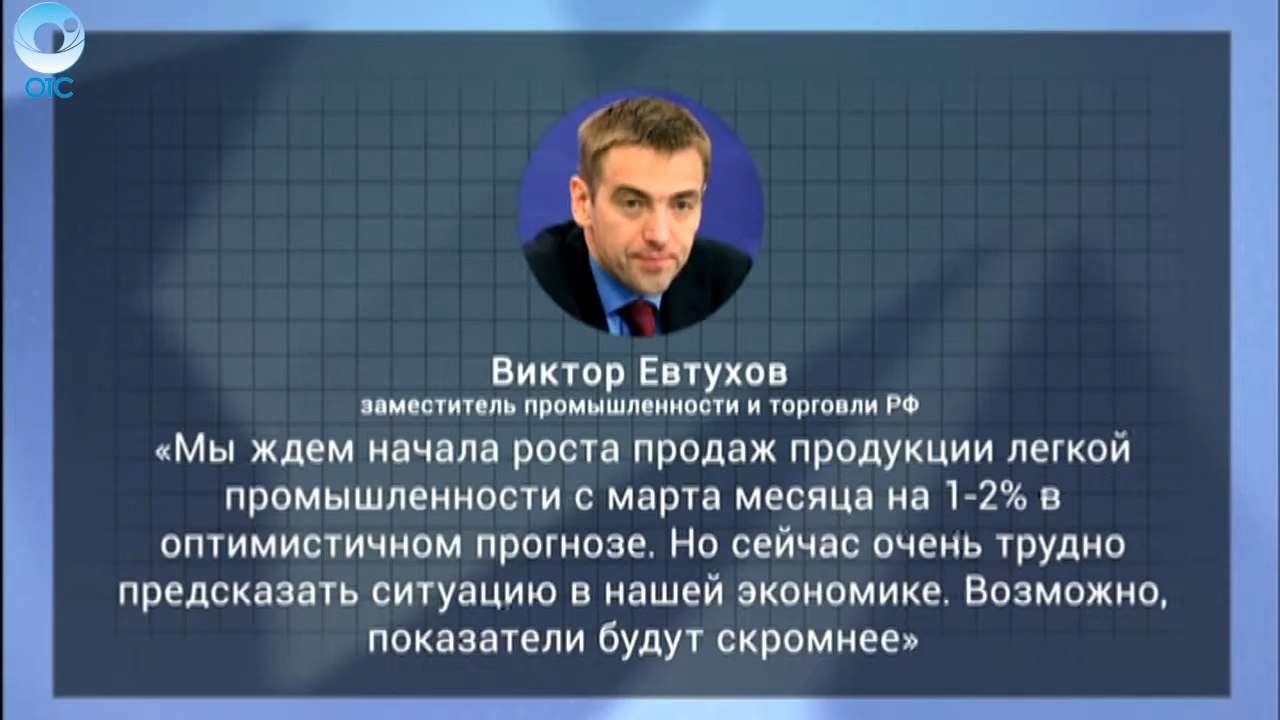 ОТС
Виктор Евтухов
заместитель промышленности и торговли РФ
«Мы ждем начала роста продаж продукции легкой
промышленности с марта месяца на 1-2% в
оптимистичном прогнозе. Но сейчас очень трудно
предсказать ситуацию в нашей экономике. Возможно,
показатели будут скромнее»